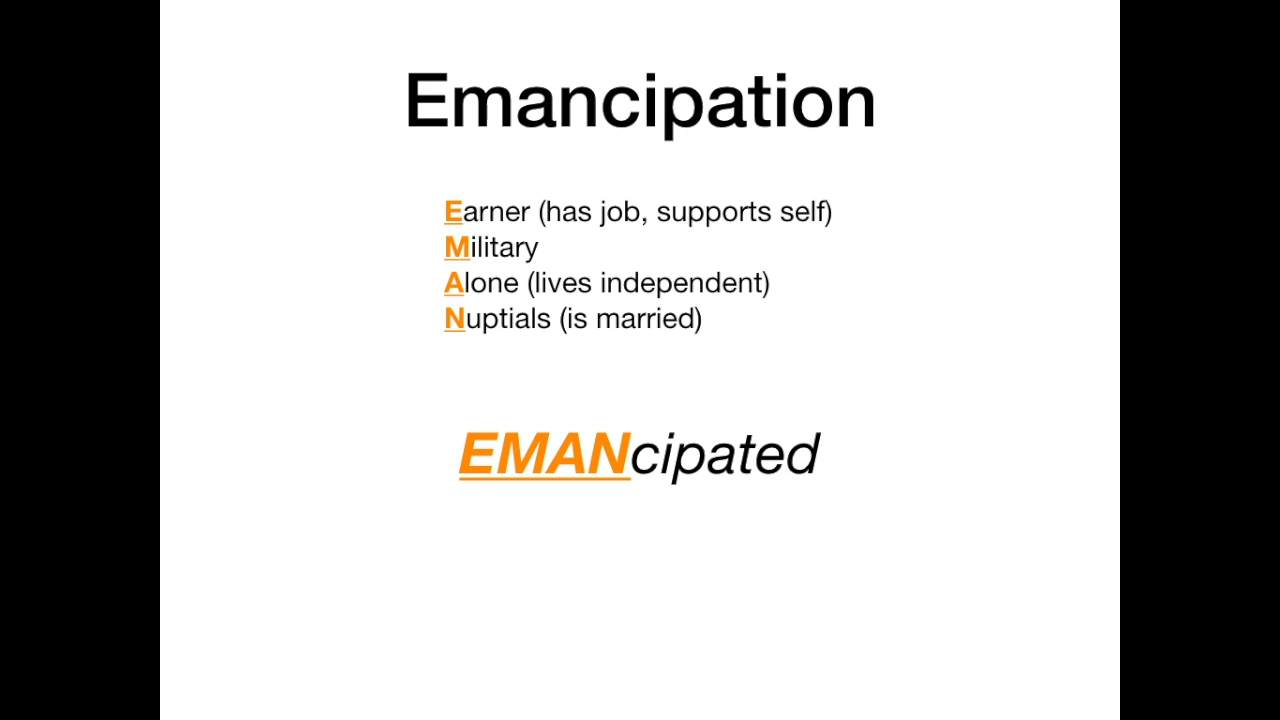 Emancipation
Earner (has job, supports self)
Military
Alone (lives independent)
Nuptials (is married)
EMANcipated